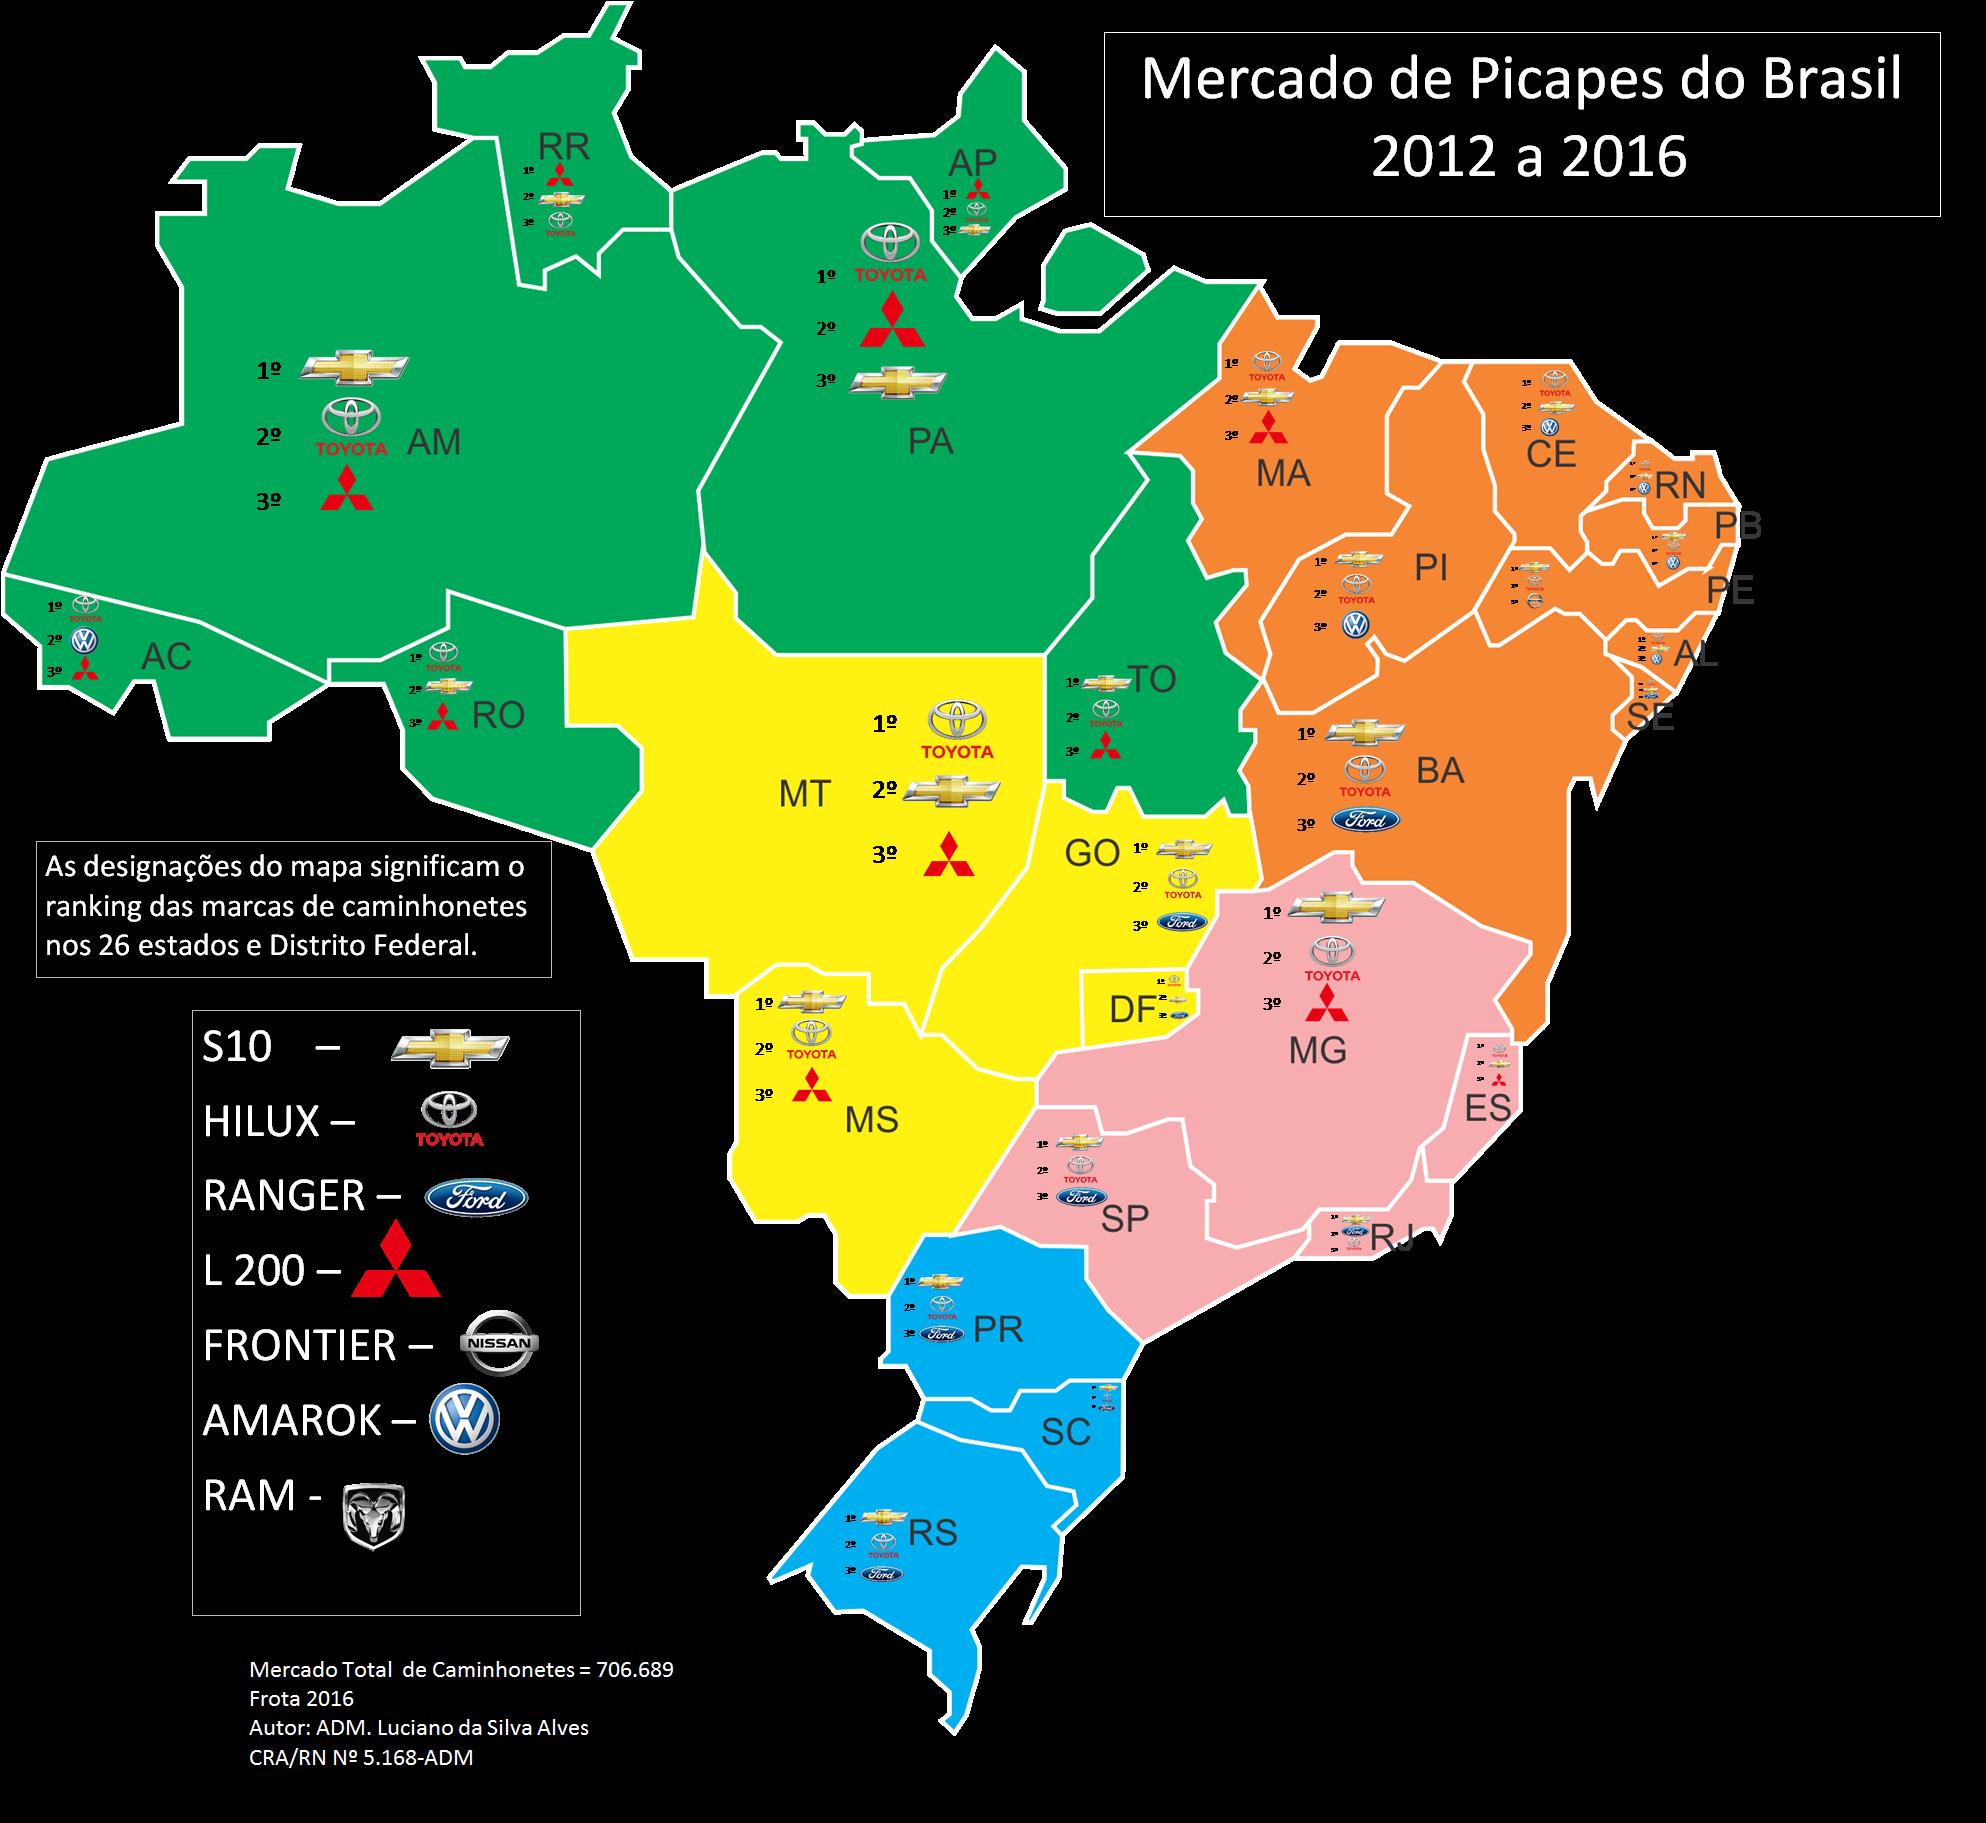 Mercado de Picapes do Brasil
2012 a 2016
RR
1º
2º
3º TOYOTA
AP
1º
2º TOYOTA
3º
1º TOYOTA
2º
3º
PA
1º
2º TOYOTA
3º
AM
1º TOYOTA
2º
3º
MA
1º TOYOTA
2º
3º
CE
RN
PB
PE
1º
2º TOYOTA
3º
PI
AL
SE
1º TOYOTA
2º
3º
AC
1º TOYOTA
2º
3º
RO
1º
2º TOYOTA
3º
TO
1º TOYOTA
2º
3º
MT
1º
2º TOYOTA
3º Ford
BA
GO
1º
2º TOYOTA
3º Ford
DF
1º
2º TOYOTA
3º
MG
1º
2º TOYOTA
3º
MS
ES
1º
2º TOYOTA
3º Ford
SP
RJ
1º
2º TOYOTA
3º Ford
PR
SC
1º
2º TOYOTA
3º Ford
RS
As designações do mapa significam o
ranking das marcas de caminhonetes
nos 26 estados e Distrito Federal.
S10 –
HILUX – TOYOTA
RANGER – Ford
L 200 –
FRONTIER – NISSAN
AMAROK –
RAM -
Mercado Total de Caminhonetes = 706.689
Frota 2016
Autor: ADM. Luciano da Silva Alves
CRA/RN Nº 5.168-ADM